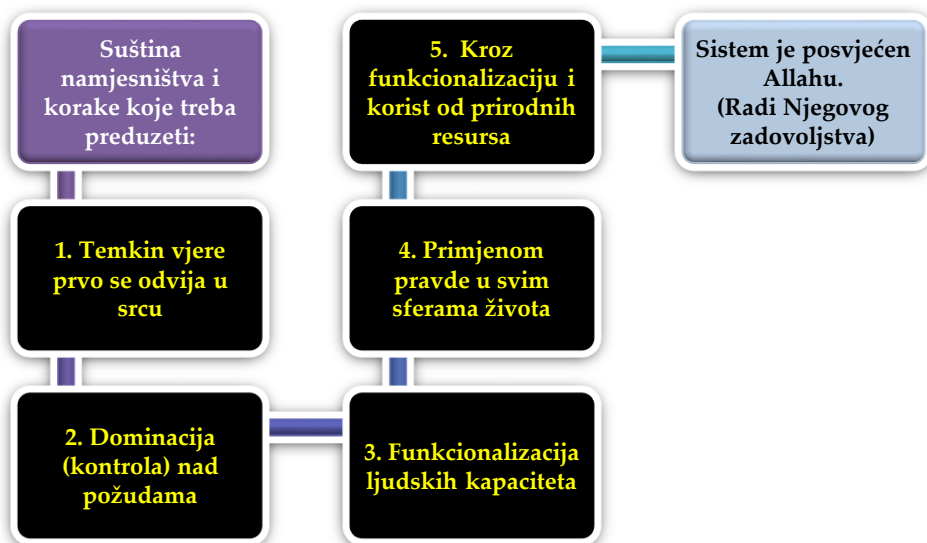 Suština
namjesništva i
korake koje treba
preduzeti:
1. Temkin vjere
prvo se odvija u
srcu
2. Dominacija
(kontrola) nad
požudama
3. Funkcionalizacija
ljudskih kapaciteta
4. Primjenom
pravde u svim
sferama života
5. Kroz
funkcionalizaciju i
korist od prirodnih
resursa
Sistem je posvjećen
Allahu.
(Radi Njegovog
zadovoljstva)